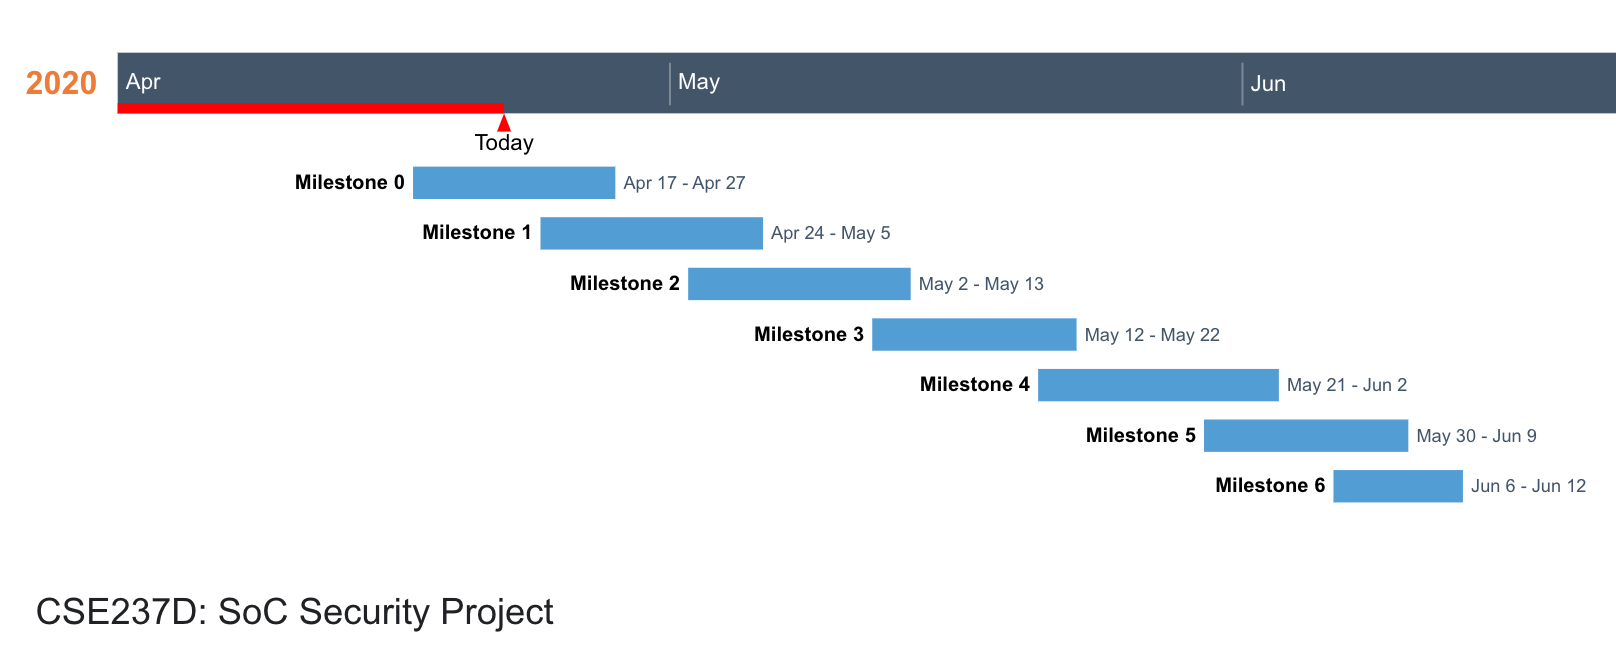 2020 Apr May Jun
Today
Milestone 0 Apr 17 - Apr 27
Milestone 1 Apr 24 - May 5
Milestone 2 May 2 - May 13
Milestone 3 May 12 - May 22
Milestone 4 May 21 - Jun 2
Milestone 5 May 30 - Jun 9
Milestone 6 Jun 6 - Jun 12
CSE237D: SoC Security Project